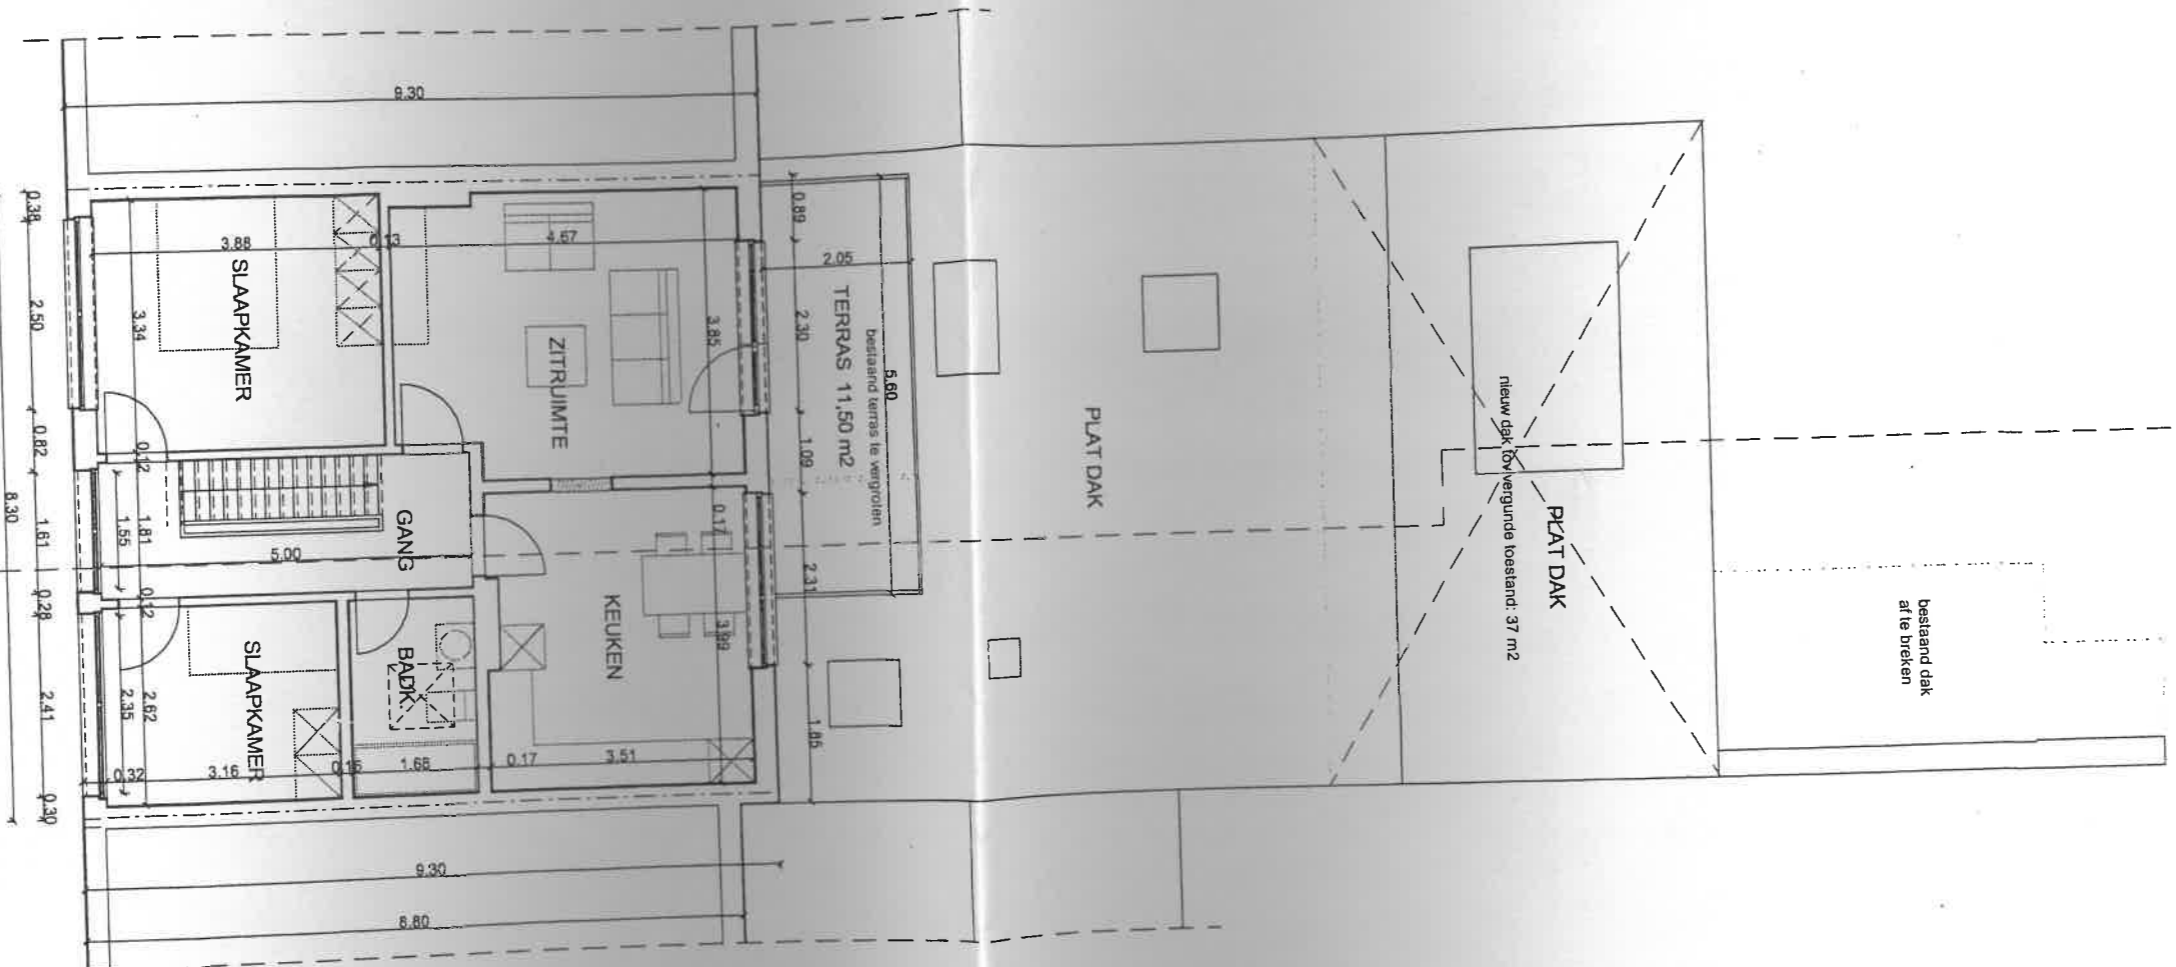 9.30
0.38
2.50
0.82
1.61
0.28
2.41
0.30
8.30
3.88
0.13
4.67
SLAAPKAMER
3.34
ZITRUIMTE
3.85
0.89
2.30
1.09
2.31
1.85
2.05
TERRAS 11,50 m2
bestaand terras te vergroten
5.60
PLAT DAK
nieuw dak tov vergunde toestand: 37 m2
PLAT DAK
bestaand dak
af te breken
0.12
1.81
1.55
0.12
5.00
GANG
0.17
KEUKEN
3.99
BADK.
SLAAPKAMER
2.35
2.62
0.32
3.16
0.16
1.68
0.17
3.51
9.30
8.80